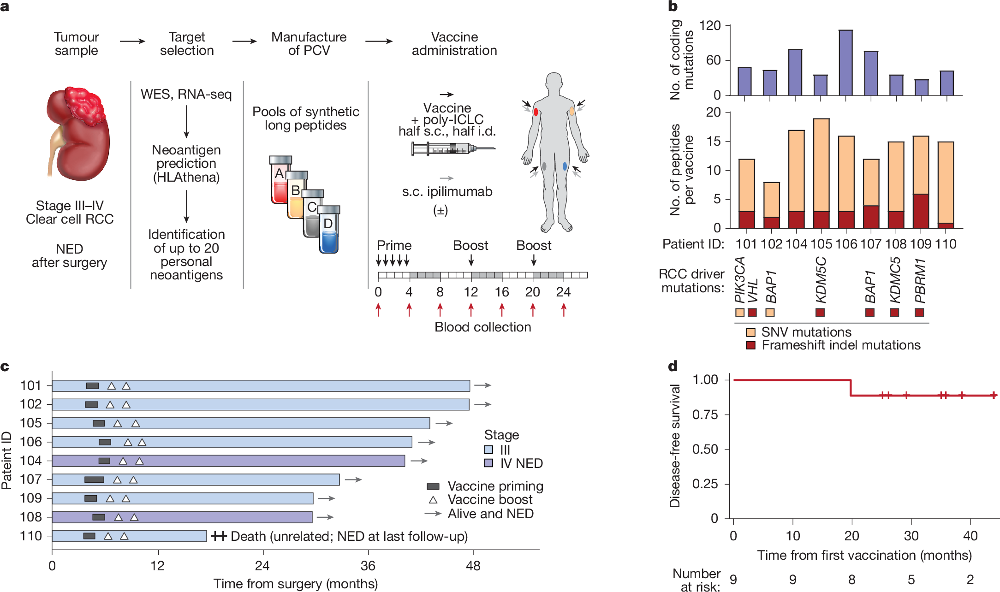 a
Tumour
sample
Target
selection
Manufacture
of PCV
Vaccine
administration
Stage III–IV
Clear cell RCC
NED
after surgery
WES, RNA-seq
Neoantigen
prediction
(HLAthena)
Identification
of up to 20
personal
neoantigens
Pools of synthetic
long peptides
A
B
C
D
Vaccine
+ poly-ICLC
half s.c., half i.d.
s.c. ipilimumab
(±)
Prime Boost Boost
0 4 8 12 16 20 24
Blood collection
b
No. of coding
mutations
120
60
0
No. of peptides
per vaccine
20
15
10
5
0
Patient ID: 101 102 104 105 106 107 108 109 110
RCC driver
mutations:
PIK3CA
VHL
BAP1
KDM5C
BAP1
KDMC5
PBRM1
SNV mutations
Frameshift indel mutations
c
Pateint ID
101
102
105
106
104
107
109
108
110
Death (unrelated; NED at last follow-up)
Stage
III
IV NED
Vaccine priming
Vaccine boost
Alive and NED
0 12 24 36 48
Time from surgery (months)
d
Disease-free survival
1.00
0.75
0.50
0.25
0
0 10 20 30 40
Time from first vaccination (months)
Number
at risk:
9 9 8 5 2